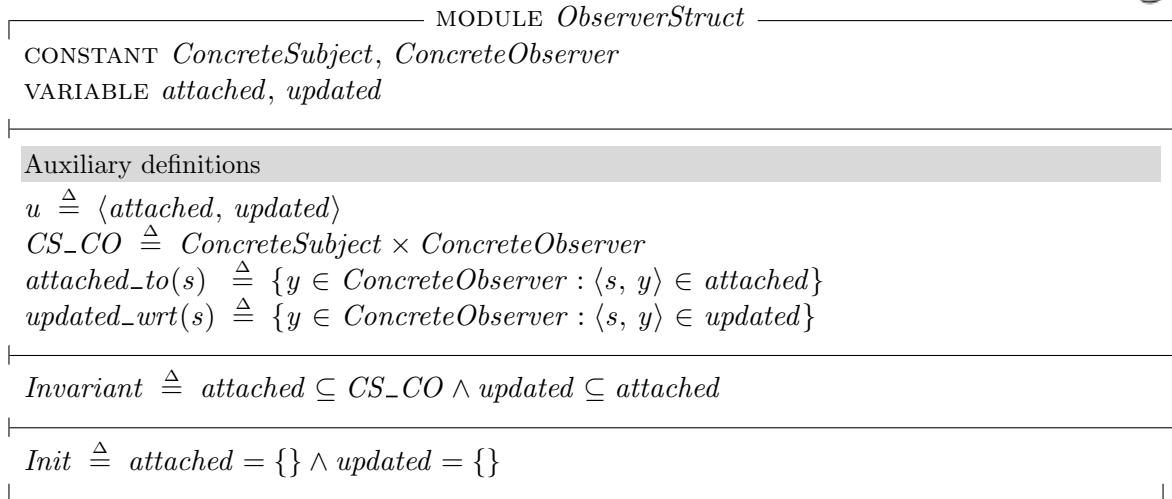 MODULE ObserverStruct
CONSTANT ConcreteSubject, ConcreteObserver
VARIABLE attached, updated
Auxiliary definitions
u ≜ ⟨attached, updated⟩
CS_CO ≜ ConcreteSubject × ConcreteObserver
attached_to(s) ≜ {y ∈ ConcreteObserver : ⟨s, y⟩ ∈ attached}
updated_wrt(s) ≜ {y ∈ ConcreteObserver : ⟨s, y⟩ ∈ updated}
Invariant ≜ attached ⊆ CS_CO ∧ updated ⊆ attached
Init ≜ attached = {} ∧ updated = {}